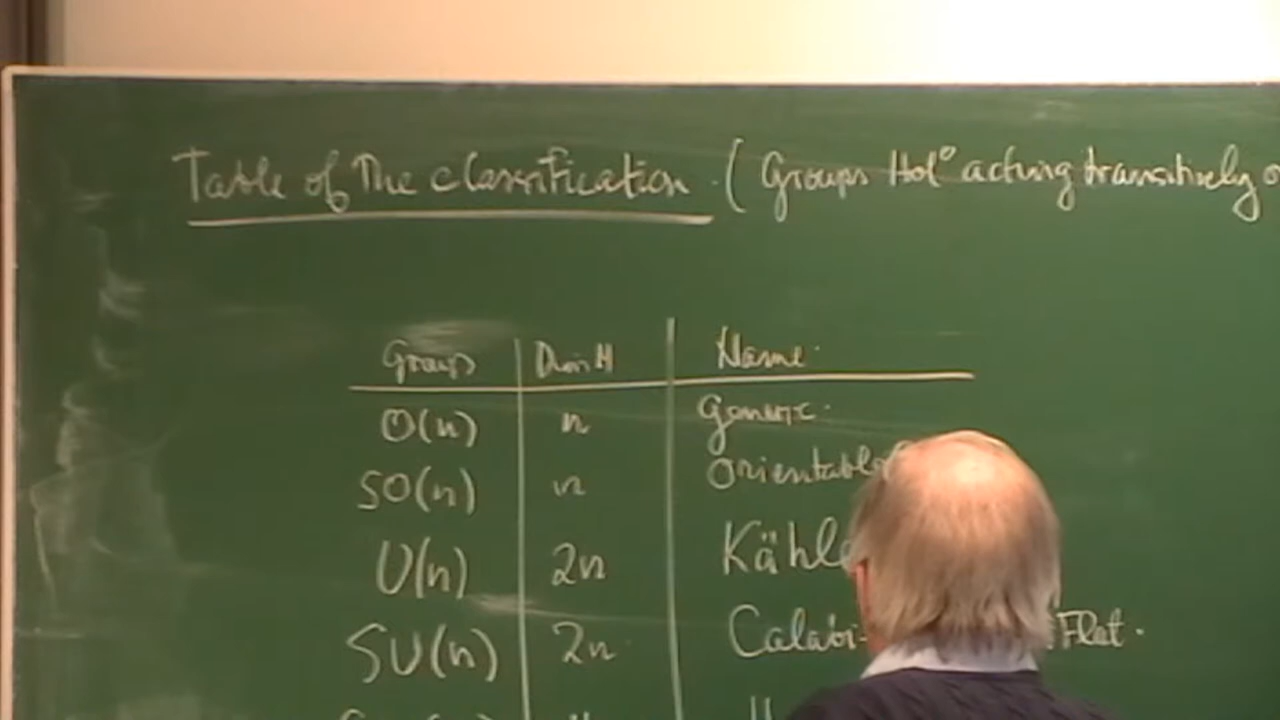 Table of The classification. ( Groups Hol° acting transitively
Groups Dim M Name.
O(n) n Generic.
SO(n) n Orientable
U(n) 2n Kähle
SU(n) 2n Calabi- Flat.